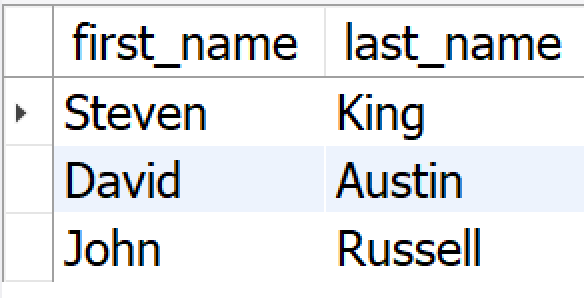 first_name last_name
Steven King
David Austin
John Russell